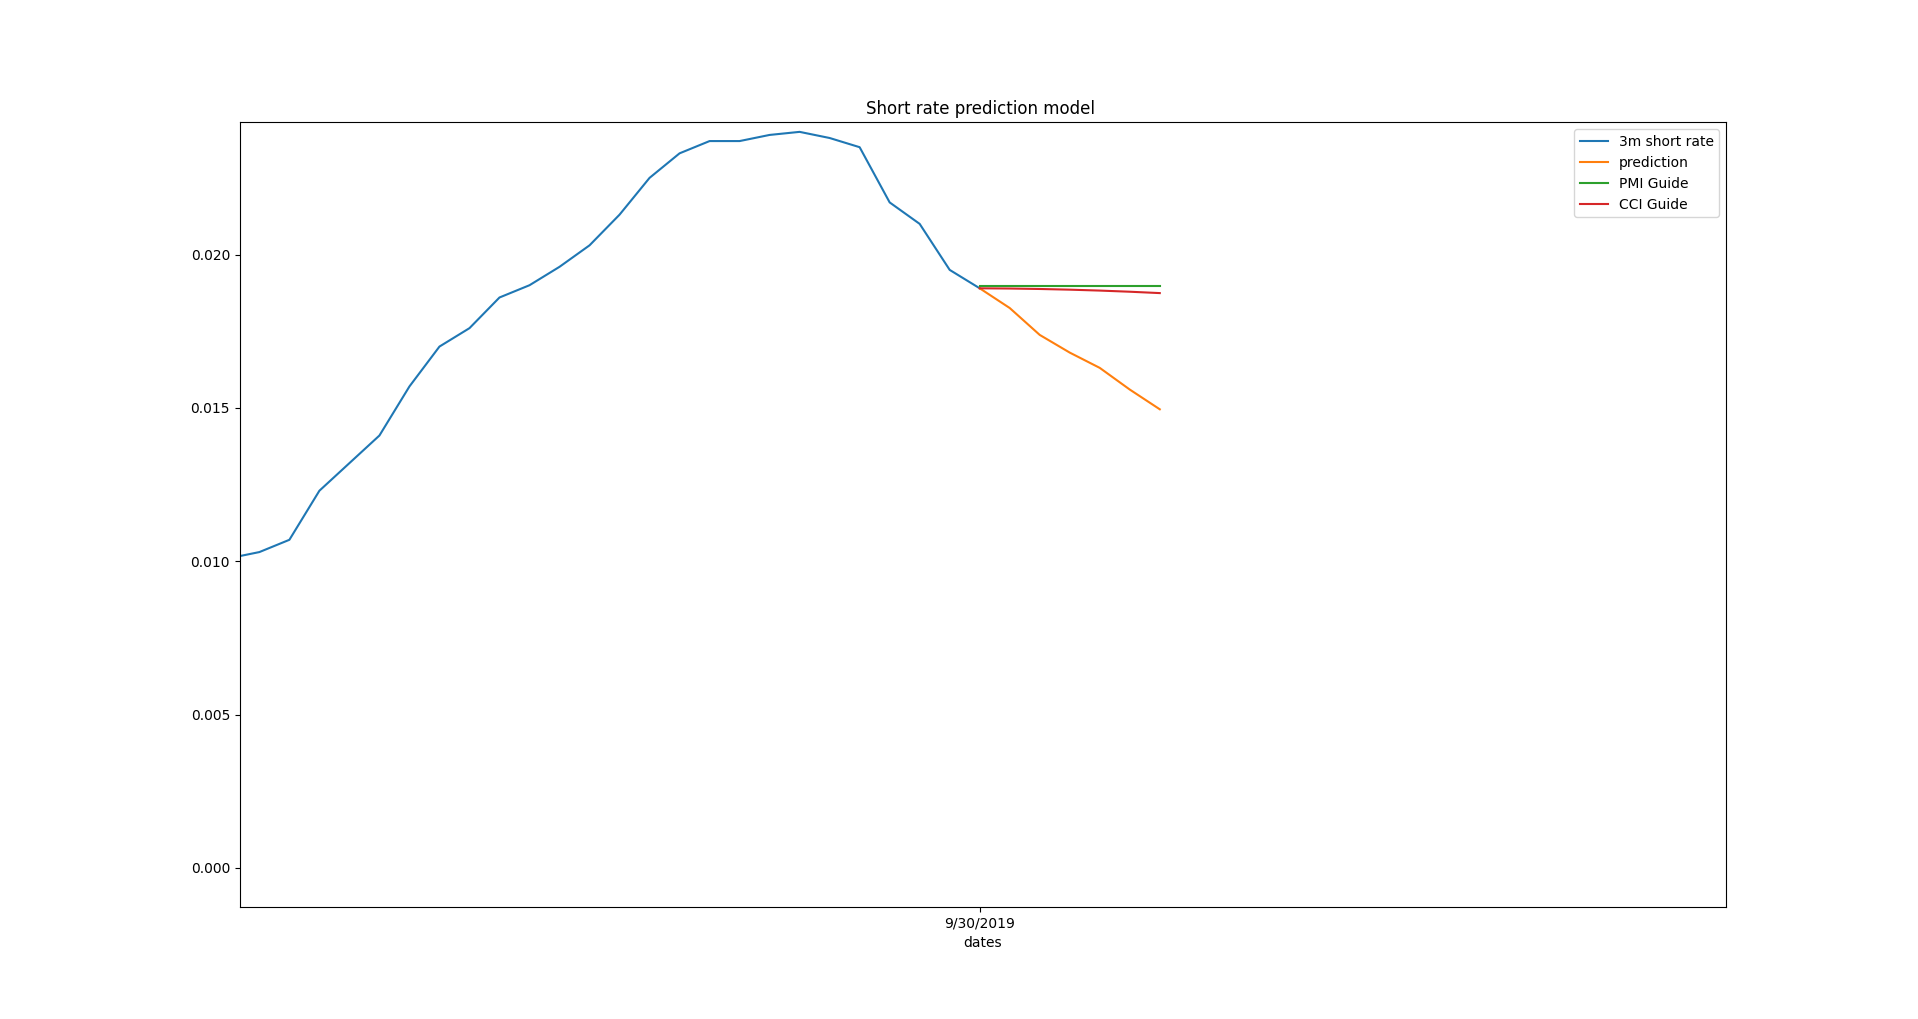 Short rate prediction model
3m short rate
prediction
PMI Guide
CCI Guide
0.020
0.015
0.010
0.005
0.000
9/30/2019
dates